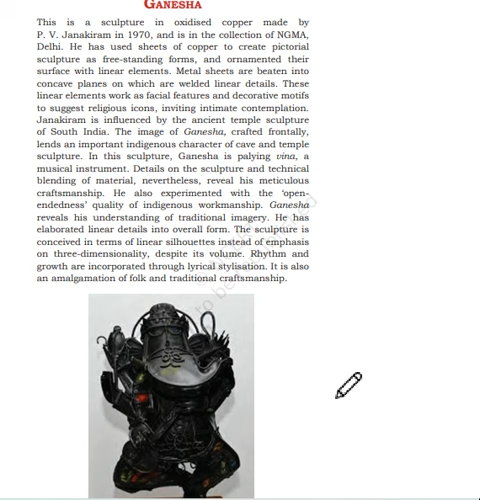 GANESHA
This is a sculpture in oxidised copper made by
P. V. Janakiram in 1970, and is in the collection of NGMA,
Delhi. He has used sheets of copper to create pictorial
sculpture as free-standing forms, and ornamented their
surface with linear elements. Metal sheets are beaten into
concave planes on which are welded linear details. These
linear elements work as facial features and decorative motifs
to suggest religious icons, inviting intimate contemplation.
Janakiram is influenced by the ancient temple sculpture
of South India. The image of Ganesha, crafted frontally,
lends an important indigenous character of cave and temple
sculpture. In this sculpture, Ganesha is palying vina, a
musical instrument. Details on the sculpture and technical
blending of material, nevertheless, reveal his meticulous
craftsmanship. He also experimented with the ‘open-
endedness’ quality of indigenous workmanship. Ganesha
reveals his understanding of traditional imagery. He has
elaborated linear details into overall form. The sculpture is
conceived in terms of linear silhouettes instead of emphasis
on three-dimensionality, despite its volume. Rhythm and
growth are incorporated through lyrical stylisation. It is also
an amalgamation of folk and traditional craftsmanship.